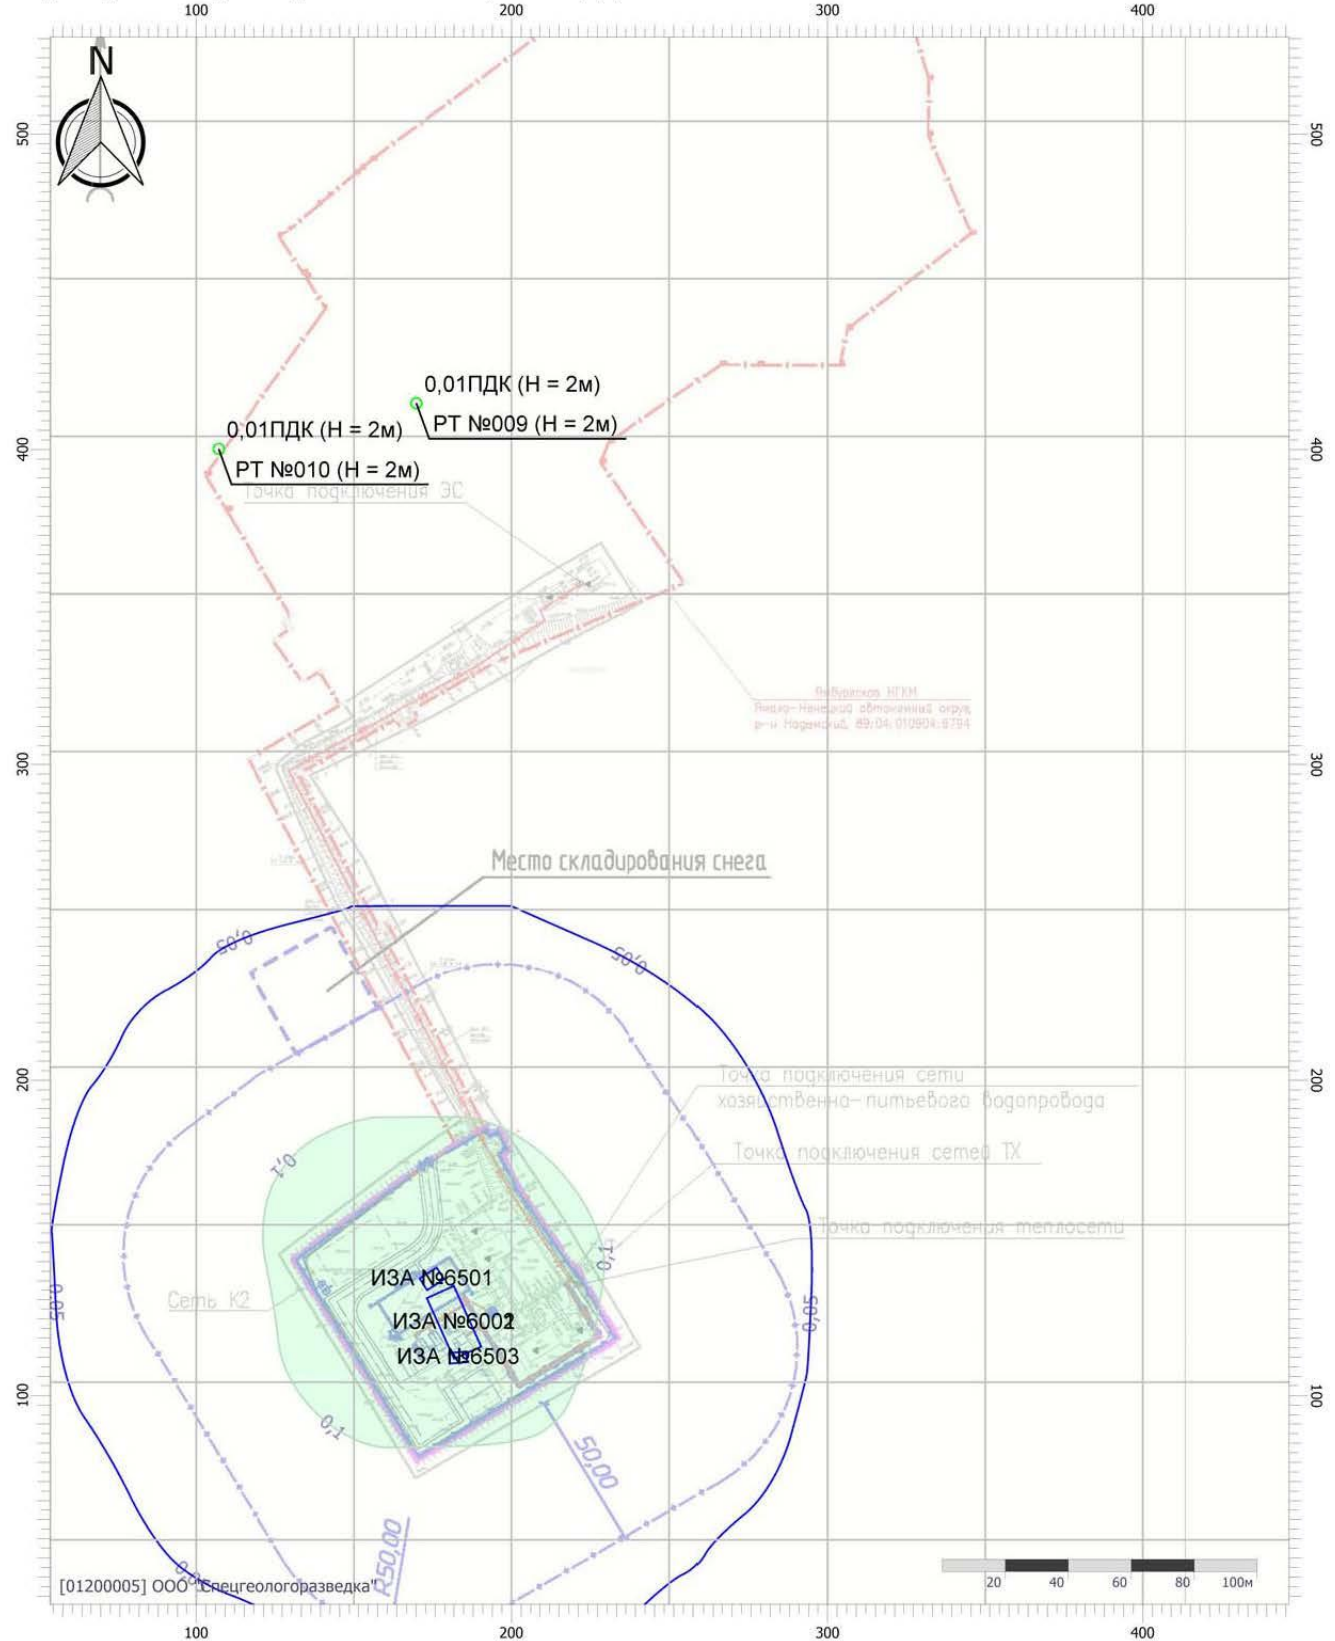 100
200
300
400
N
500
500
0,01ПДК (H = 2м)
РТ №009 (H = 2м)
0,01ПДК (H = 2м)
РТ №010 (H = 2м)
400
400
Точка подключения ЭС
Ямбургское НГКМ
Ямало-Ненецкий автономный округ,
р-н Надымский, 89:04:010904:
300
300
Место складирования снега
0,05
0,05
Точка подключения сети
хозяйственно-питьевого водопровода
200
200
Точка подключения сетей ТХ
0,1
Точка подключения теплосети
0,1
ИЗА №6501
Сеть К2
0,05
0,05
ИЗА
ИЗА №6503
100
100
0,1
50,00
R50,00
0,05
[01200005] ООО "Спецгеологоразведка"
20
40
60
80
100м
100
200
300
400